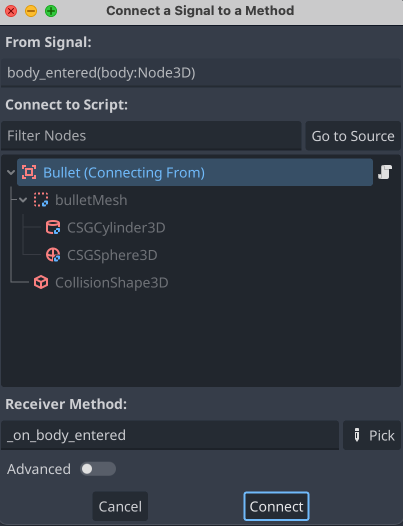 Connect a Signal to a Method
From Signal:
body_entered(body:Node3D)
Connect to Script:
Filter Nodes
Go to Source
Bullet (Connecting From)
bulletMesh
CSGCylinder3D
CSGSphere3D
CollisionShape3D
Receiver Method:
_on_body_entered
Pick
Advanced
Cancel
Connect